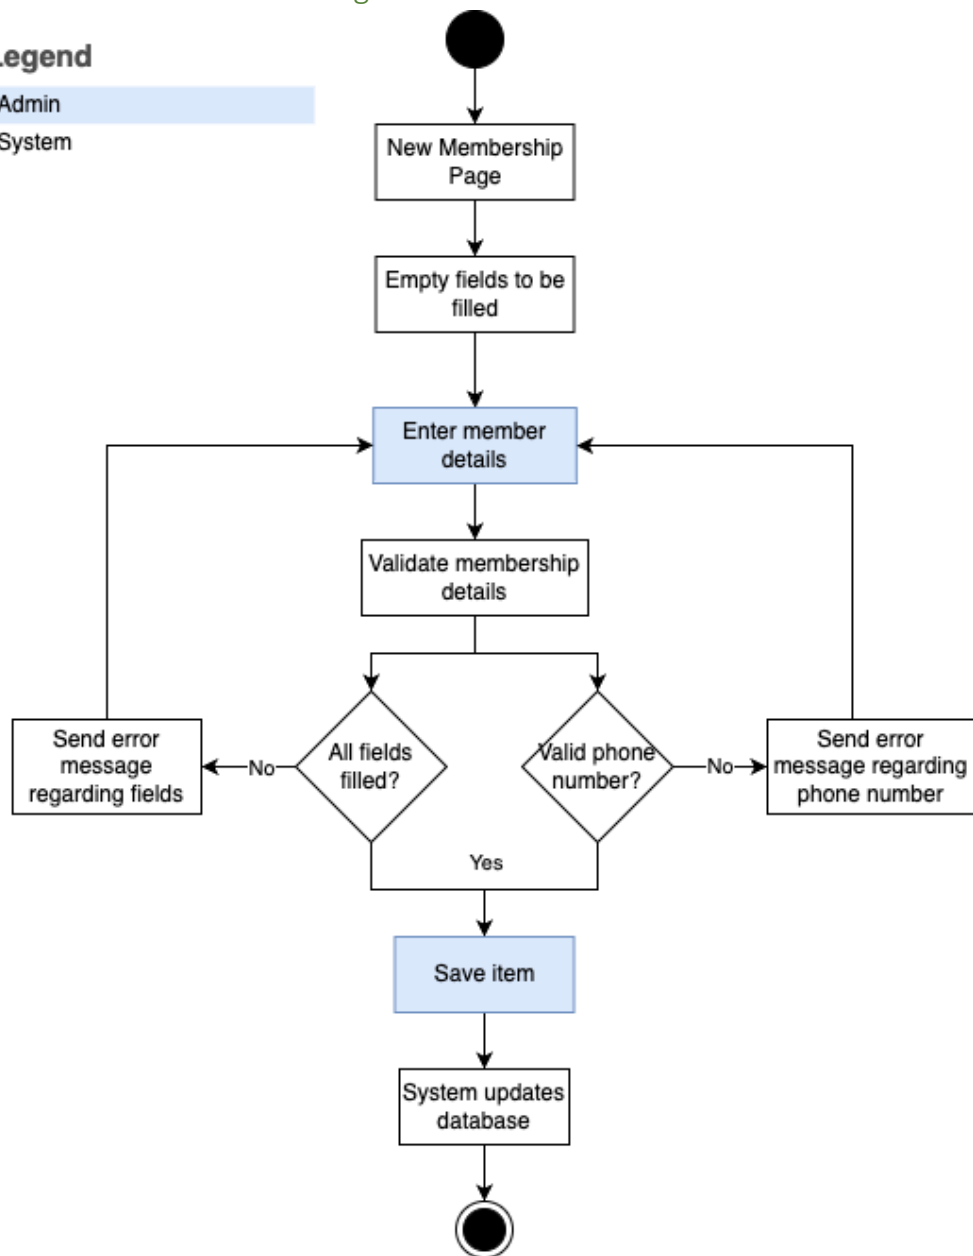 Legend
Admin
System
New Membership
Page
Empty fields to be
filled
Enter member
details
Validate membership
details
All fields
filled?
Valid phone
number?
No
No
Send error
message
regarding fields
Send error
message regarding
phone number
Yes
Save item
System updates
database